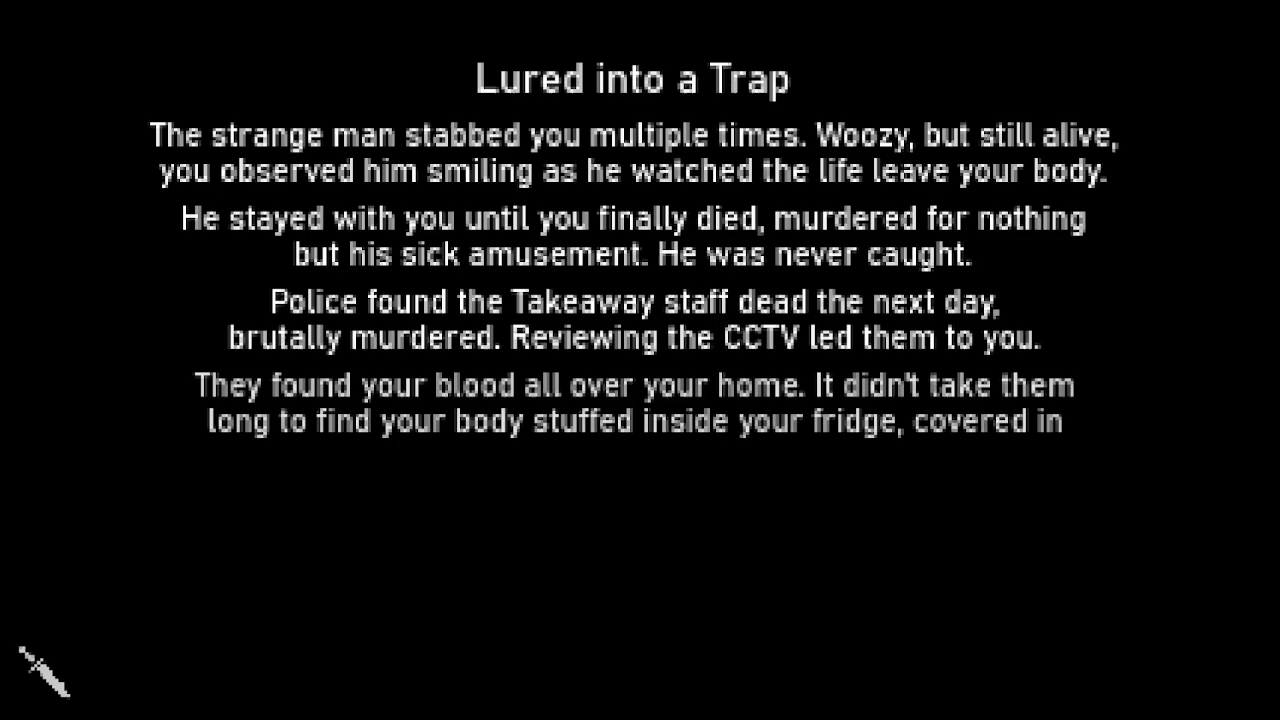 Lured into a Trap
The strange man stabbed you multiple times. Woozy, but still alive,
you observed him smiling as he watched the life leave your body.
He stayed with you until you finally died, murdered for nothing
but his sick amusement. He was never caught.
Police found the Takeaway staff dead the next day,
brutally murdered. Reviewing the CCTV led them to you.
They found your blood all over your home. It didn't take them
long to find your body stuffed inside your fridge, covered in